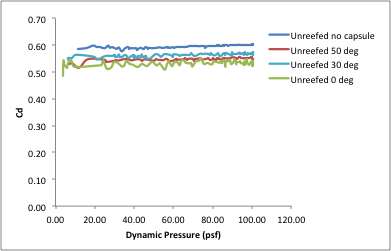 0.70
0.60
0.50
0.40
0.30
0.20
0.10
0.00
Cd
0.00 20.00 40.00 60.00 80.00 100.00 120.00
Dynamic Pressure (psf)
Unreefed no capsule
Unreefed 50 deg
Unreefed 30 deg
Unreefed 0 deg